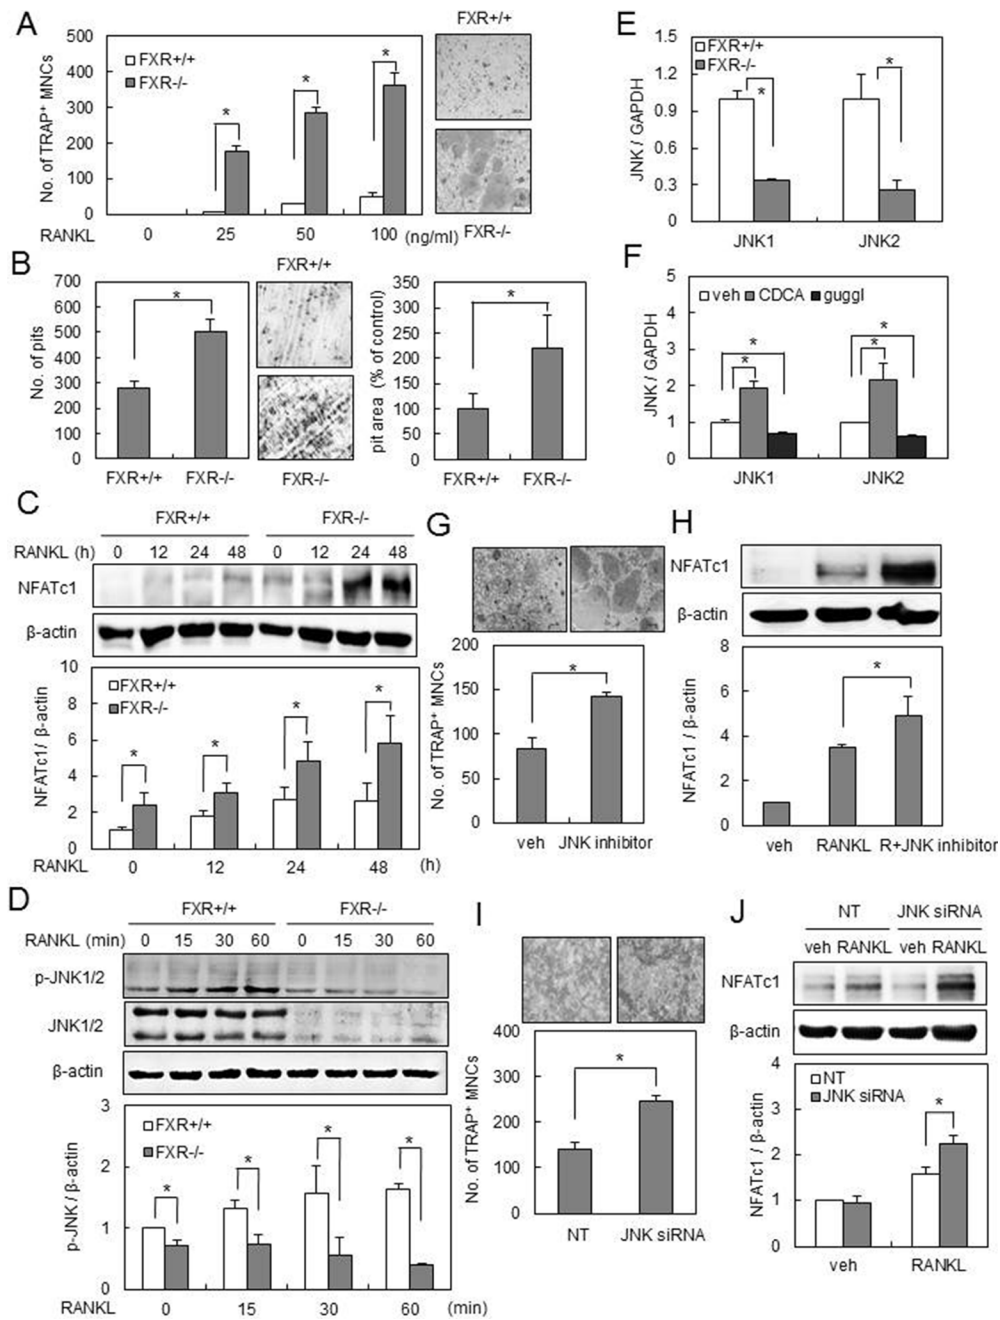 A
No. of TRAP+ MNCs
500
400
300
200
100
0
FXR+/+
FXR-/-
*
*
*
RANKL 0 25 50 100 (ng/ml)
FXR+/+
FXR-/-
B
No. of pits
700
600
500
400
300
200
100
0
*
FXR+/+ FXR-/-
FXR+/+
FXR-/-
pit area (% of control)
400
350
300
250
200
150
100
50
0
*
FXR+/+ FXR-/-
C
FXR+/+ FXR-/-
RANKL (h) 0 12 24 48 0 12 24 48
NFATc1
β-actin
NFATc1/ β-actin
10
8
6
4
2
0
FXR+/+
FXR-/-
*
*
*
*
RANKL 0 12 24 48 (h)
D
FXR+/+ FXR-/-
RANKL (min) 0 15 30 60 0 15 30 60
p-JNK1/2
JNK1/2
β-actin
p-JNK / β-actin
3
2
1
0
FXR+/+
FXR-/-
*
*
*
*
RANKL 0 15 30 60 (min)
E
JNK / GAPDH
1.5
1.2
0.9
0.6
0.3
0
FXR+/+
FXR-/-
*
*
JNK1 JNK2
F
JNK / GAPDH
5
4
3
2
1
0
veh CDCA guggl
*
*
*
*
JNK1 JNK2
G
No. of TRAP+ MNCs
200
150
100
50
0
*
veh JNK inhibitor
H
NFATc1
β-actin
NFATc1 / β-actin
8
6
4
2
0
*
veh RANKL R+JNK inhibitor
I
No. of TRAP+ MNCs
400
300
200
100
0
*
NT JNK siRNA
J
NT JNK siRNA
veh RANKL veh RANKL
NFATc1
β-actin
NFATc1 / β-actin
4
3
2
1
0
NT
JNK siRNA
*
veh RANKL